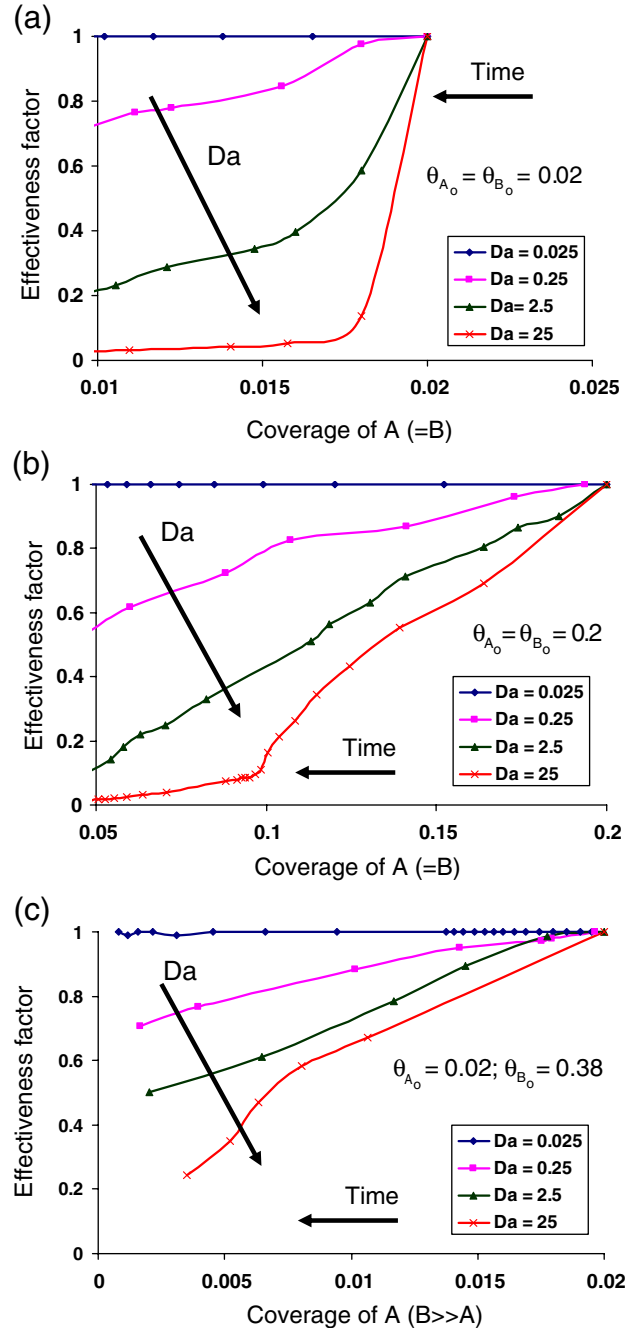 (a)
1
0.8
0.6
0.4
0.2
0
Effectiveness factor
Time
Da
θAo = θBo = 0.02
Da = 0.025
Da = 0.25
Da= 2.5
Da = 25
0.01 0.015 0.02 0.025
Coverage of A (=B)
(b)
1
0.8
0.6
0.4
0.2
0
Effectiveness factor
Da
θAo = θBo = 0.2
Time
Da = 0.025
Da = 0.25
Da = 2.5
Da = 25
0.05 0.1 0.15 0.2
Coverage of A (=B)
(c)
1
0.8
0.6
0.4
0.2
0
Effectiveness factor
Da
θAo = 0.02; θBo = 0.38
Time
Da = 0.025
Da = 0.25
Da = 2.5
Da = 25
0 0.005 0.01 0.015 0.02
Coverage of A (B>>A)